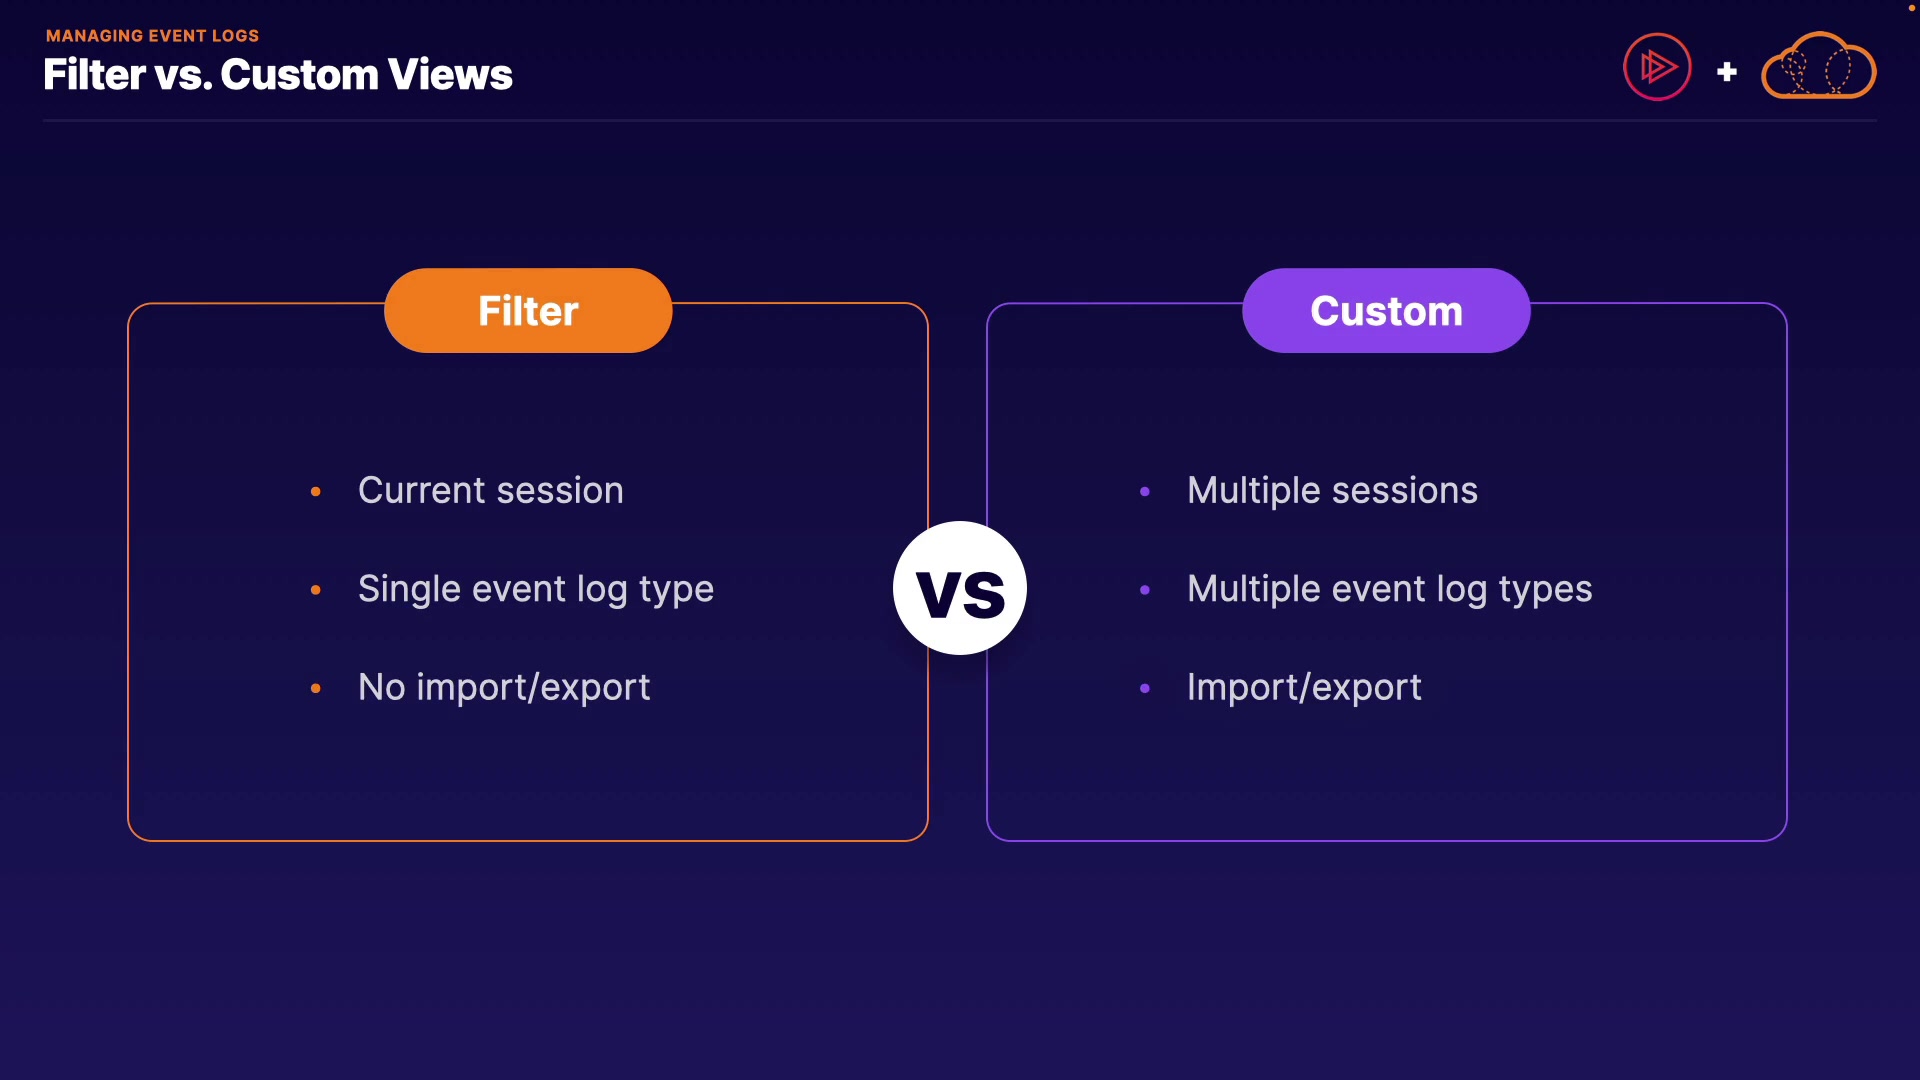 MANAGING EVENT LOGS
Filter vs. Custom Views
Filter
• Current session
• Single event log type
• No import/export
VS
Custom
• Multiple sessions
• Multiple event log types
• Import/export